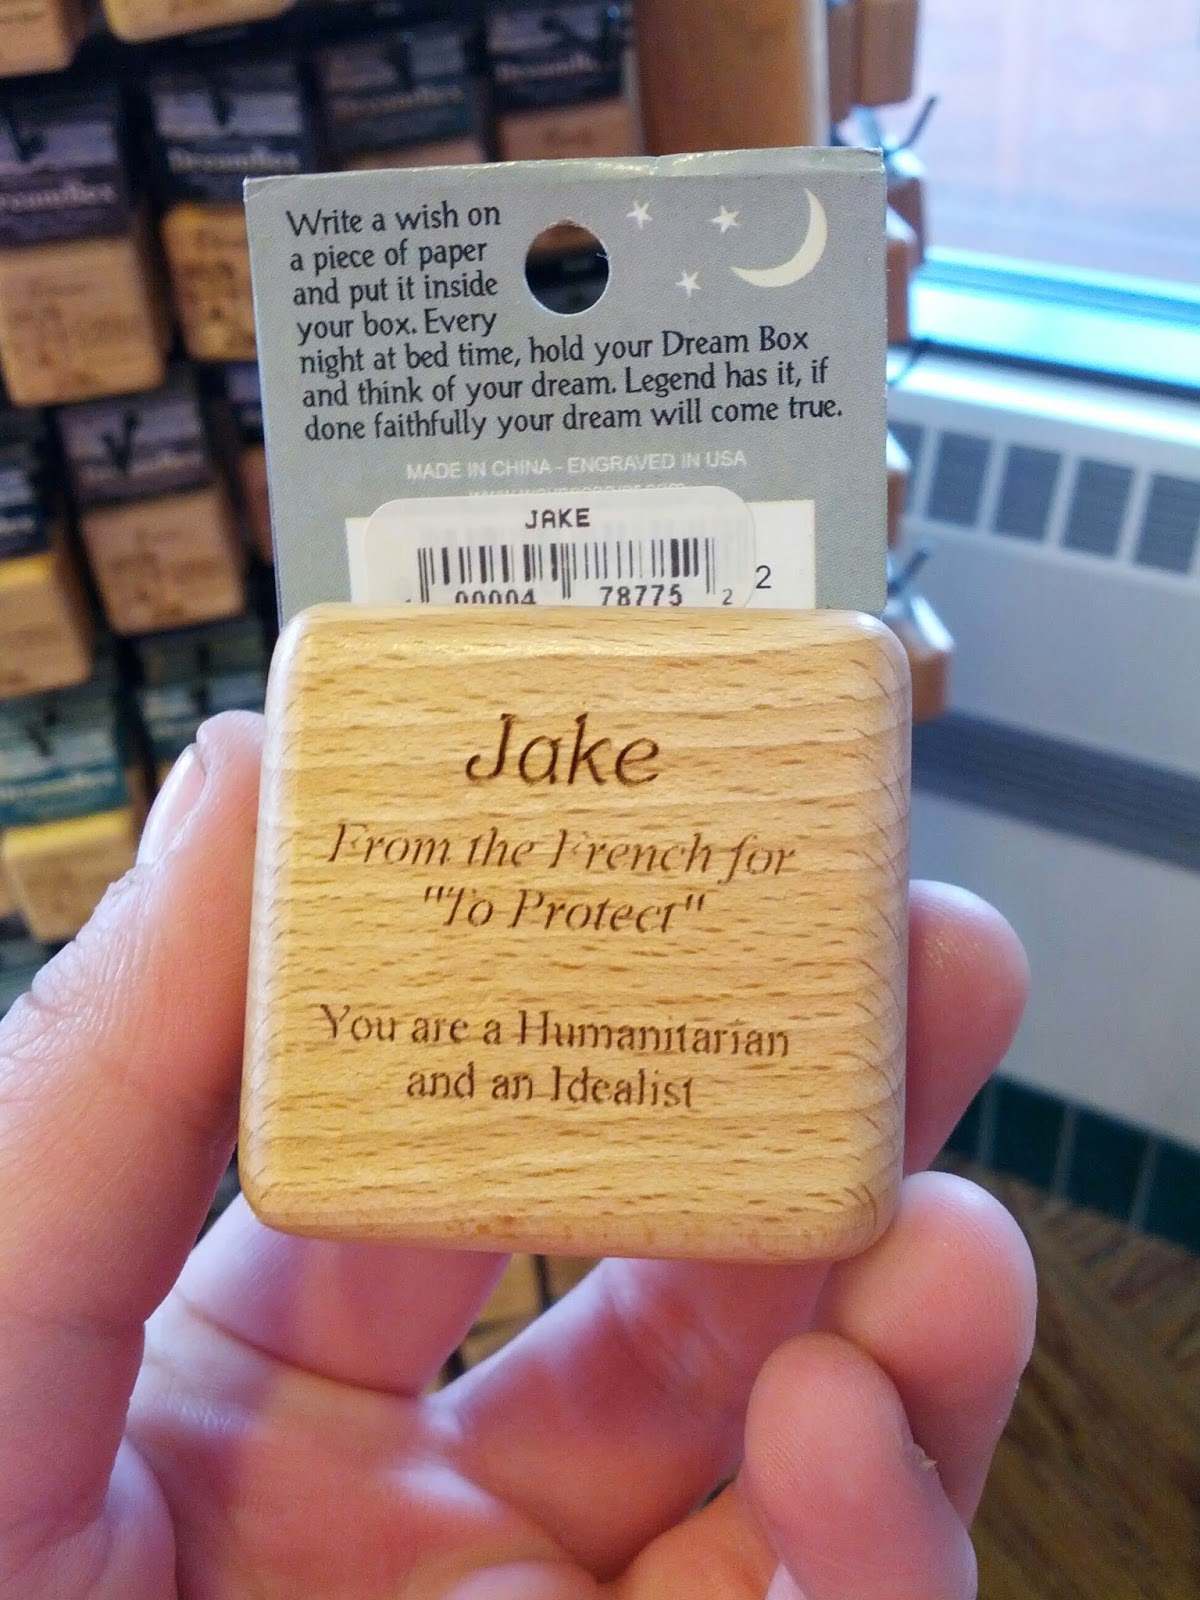 Write a wish on
a piece of paper
and put it inside
your box. Every
night at bed time, hold your Dream Box
and think of your dream. Legend has it, if
done faithfully your dream will come true.
MADE IN CHINA - ENGRAVED IN USA
JAKE
00004 78775 2 2
Jake
From the French for
"To Protect"
You are a Humanitarian
and an Idealist